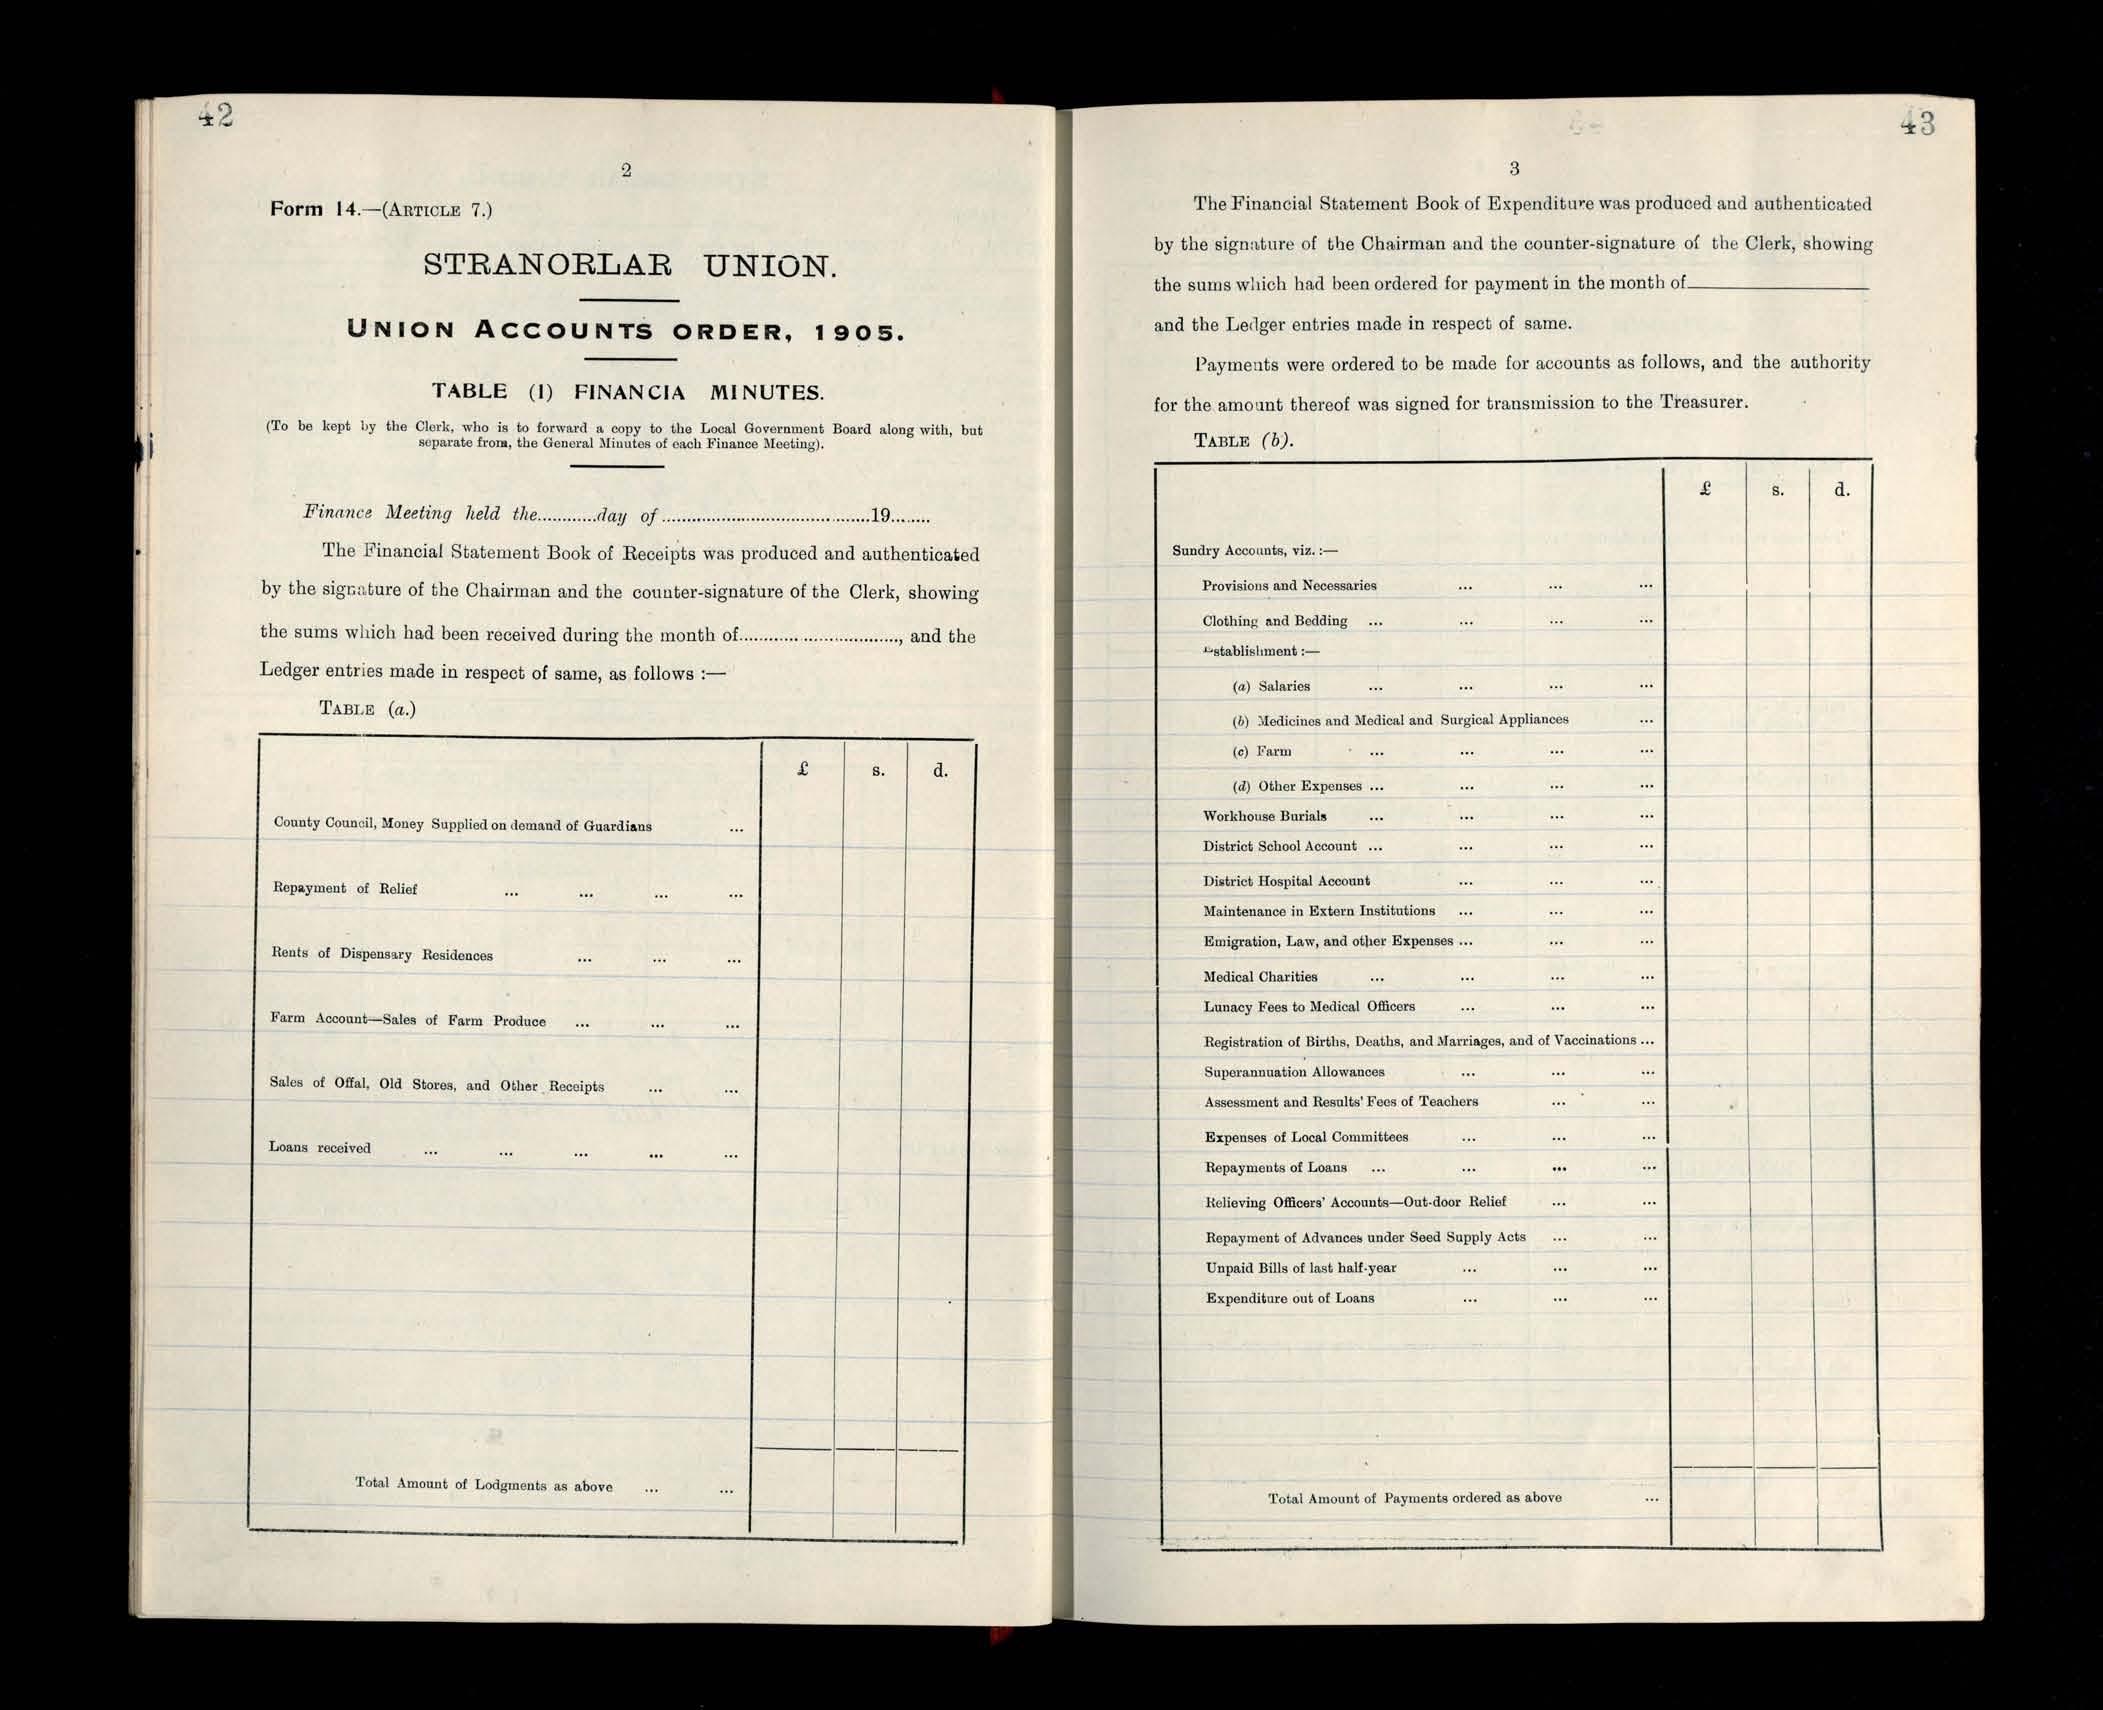 42
2
Form 14.—(ARTICLE 7.)
STRANORLAR UNION.
UNION ACCOUNTS ORDER, 1905.
TABLE (1) FINANCIA MINUTES.
(To be kept by the Clerk, who is to forward a copy to the Local Government Board along with, but
separate from, the General Minutes of each Finance Meeting).
Finance Meeting held the............day of..........................................19........
The Financial Statement Book of Receipts was produced and authenticated
by the signature of the Chairman and the counter-signature of the Clerk, showing
the sums which had been received during the month of................................, and the
Ledger entries made in respect of same, as follows :—
TABLE (a.)
£ s. d.
County Council, Money Supplied on demand of Guardians ...
Repayment of Relief ... ... ... ...
Rents of Dispensary Residences ... ... ...
Farm Account—Sales of Farm Produce ... ... ...
Sales of Offal, Old Stores, and Other Receipts ... ...
Loans received ... ... ... ... ...
Total Amount of Lodgments as above ... ...
43
3
The Financial Statement Book of Expenditure was produced and authenticated
by the signature of the Chairman and the counter-signature of the Clerk, showing
the sums which had been ordered for payment in the month of____________
and the Ledger entries made in respect of same.
Payments were ordered to be made for accounts as follows, and the authority
for the amount thereof was signed for transmission to the Treasurer.
TABLE (b).
£ s. d.
Sundry Accounts, viz. :—
Provisions and Necessaries ... ... ...
Clothing and Bedding ... ... ... ...
Establishment :—
(a) Salaries ... ... ... ...
(b) Medicines and Medical and Surgical Appliances ...
(c) Farm ... ... ... ...
(d) Other Expenses ... ... ... ...
Workhouse Burials ... ... ... ...
District School Account ... ... ... ...
District Hospital Account ... ... ...
Maintenance in Extern Institutions ... ... ...
Emigration, Law, and other Expenses ... ... ...
Medical Charities ... ... ... ...
Lunacy Fees to Medical Officers ... ... ...
Registration of Births, Deaths, and Marriages, and of Vaccinations ...
Superannuation Allowances ... ... ...
Assessment and Results' Fees of Teachers ... ...
Expenses of Local Committees ... ... ...
Repayments of Loans ... ... ... ...
Relieving Officers' Accounts—Out-door Relief ... ...
Repayment of Advances under Seed Supply Acts ... ...
Unpaid Bills of last half-year ... ... ...
Expenditure out of Loans ... ... ...
Total Amount of Payments ordered as above ...